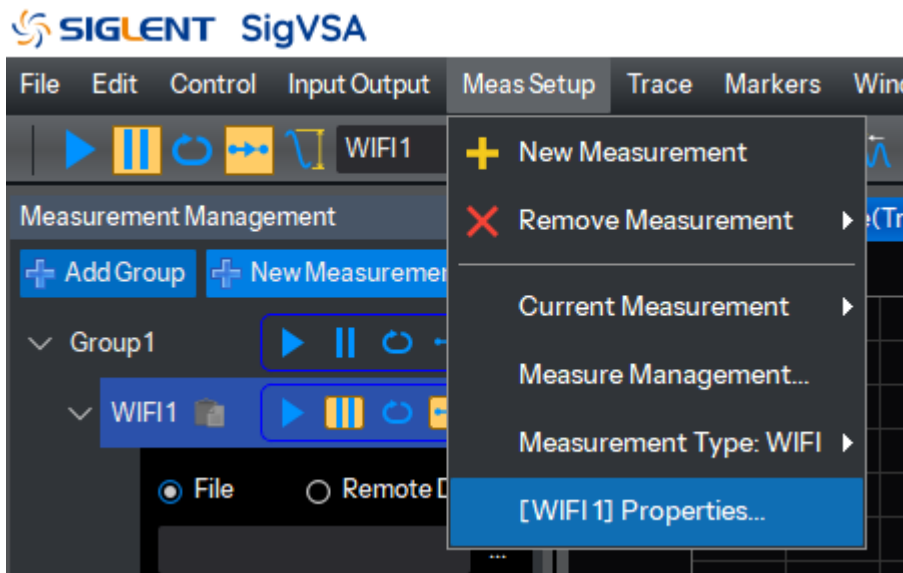 SIGLENT SigVSA
File Edit Control Input Output Meas Setup Trace Markers
WIFI1
New Measurement
Measurement Management
Remove Measurement
Add Group
Current Measurement
Group1
Measure Management...
WIFI1
Measurement Type: WIFI
File Remote
[WIFI 1] Properties...
...